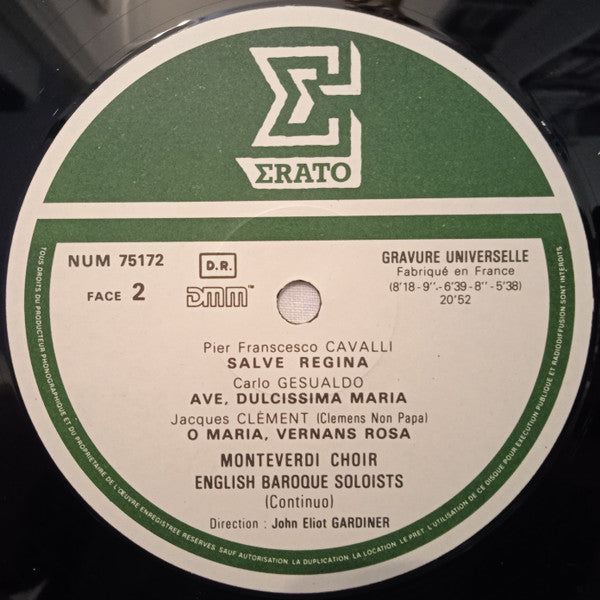 ΣRATO
NUM 75172
D.R.
GRAVURE UNIVERSELLE
Fabriqué en France
(8'18-9''-6'39-8''-5'38)
20'52
FACE 2
DMM™
Pier Franscesco CAVALLI
SALVE REGINA
Carlo GESUALDO
AVE, DULCISSIMA MARIA
Jacques CLÈMENT (Clemens Non Papa)
O MARIA, VERNANS ROSA
MONTEVERDI CHOIR
ENGLISH BAROQUE SOLOISTS
(Continuo)
Direction : John Eliot GARDINER
TOUS DROITS DU PRODUCTEUR PHONOGRAPHIQUE ET DU PROPRIETAIRE DE L'ŒUVRE ENREGISTREE RESERVES. SAUF AUTORISATION, LA DUPLICATION, LA LOCATION, LE PRET, L'UTILISATION DE CE DISQUE POUR EXECUTION PUBLIQUE ET RADIODIFFUSION SONT INTERDITS